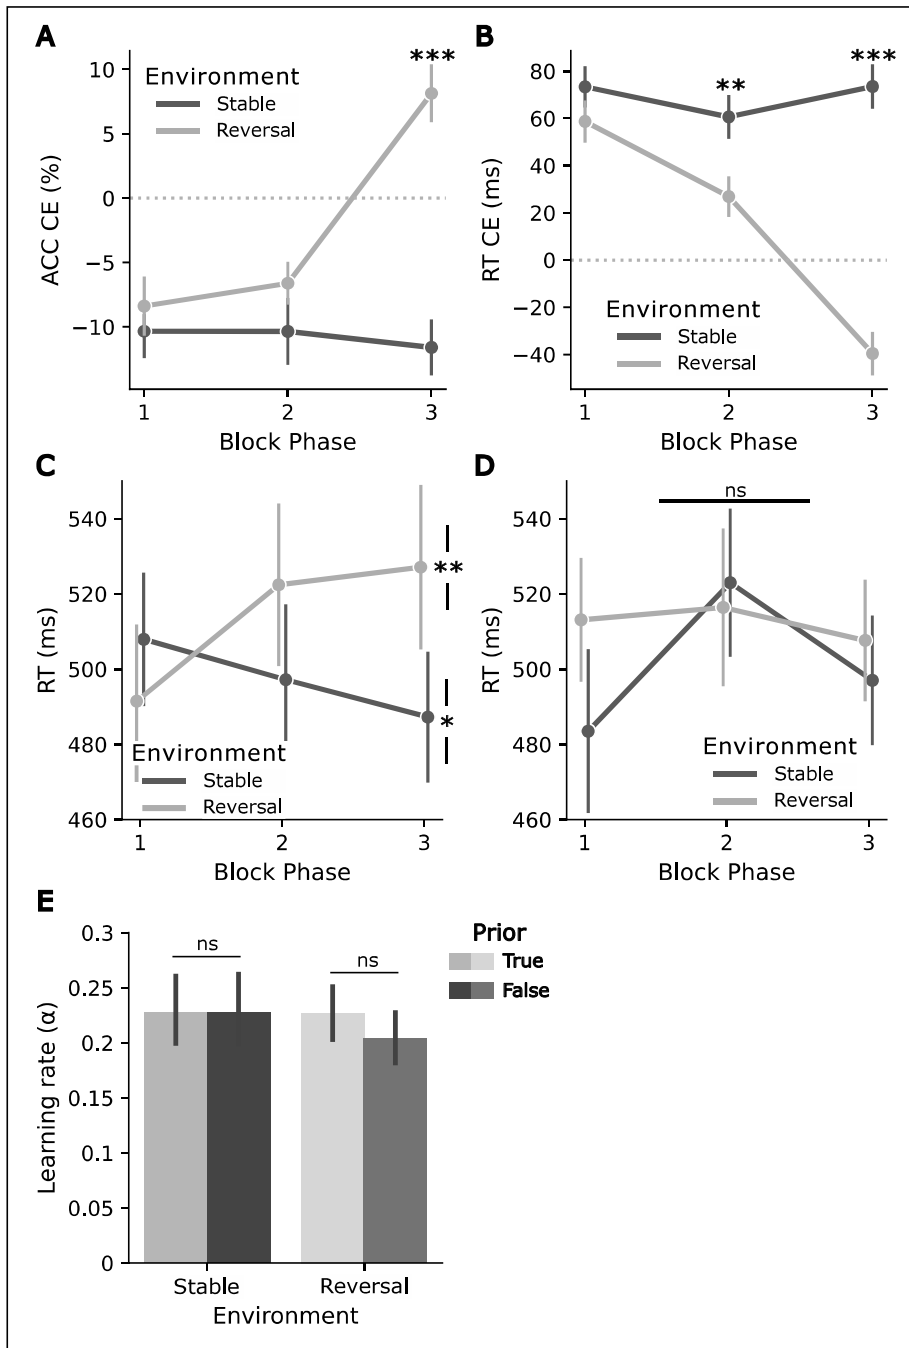 A
Environment
Stable
Reversal
***
10
5
0
−5
−10
ACC CE (%)
1
2
3
Block Phase
B
**
***
80
60
40
20
0
−20
−40
RT CE (ms)
Environment
Stable
Reversal
1
2
3
Block Phase
C
540
520
500
480
460
RT (ms)
**
*
Environment
Stable
Reversal
1
2
3
Block Phase
D
ns
540
520
500
480
460
RT (ms)
Environment
Stable
Reversal
1
2
3
Block Phase
E
0.3
0.25
0.2
0.15
0.1
0.05
0
Learning rate (α)
ns
ns
Prior
True
False
Stable
Reversal
Environment